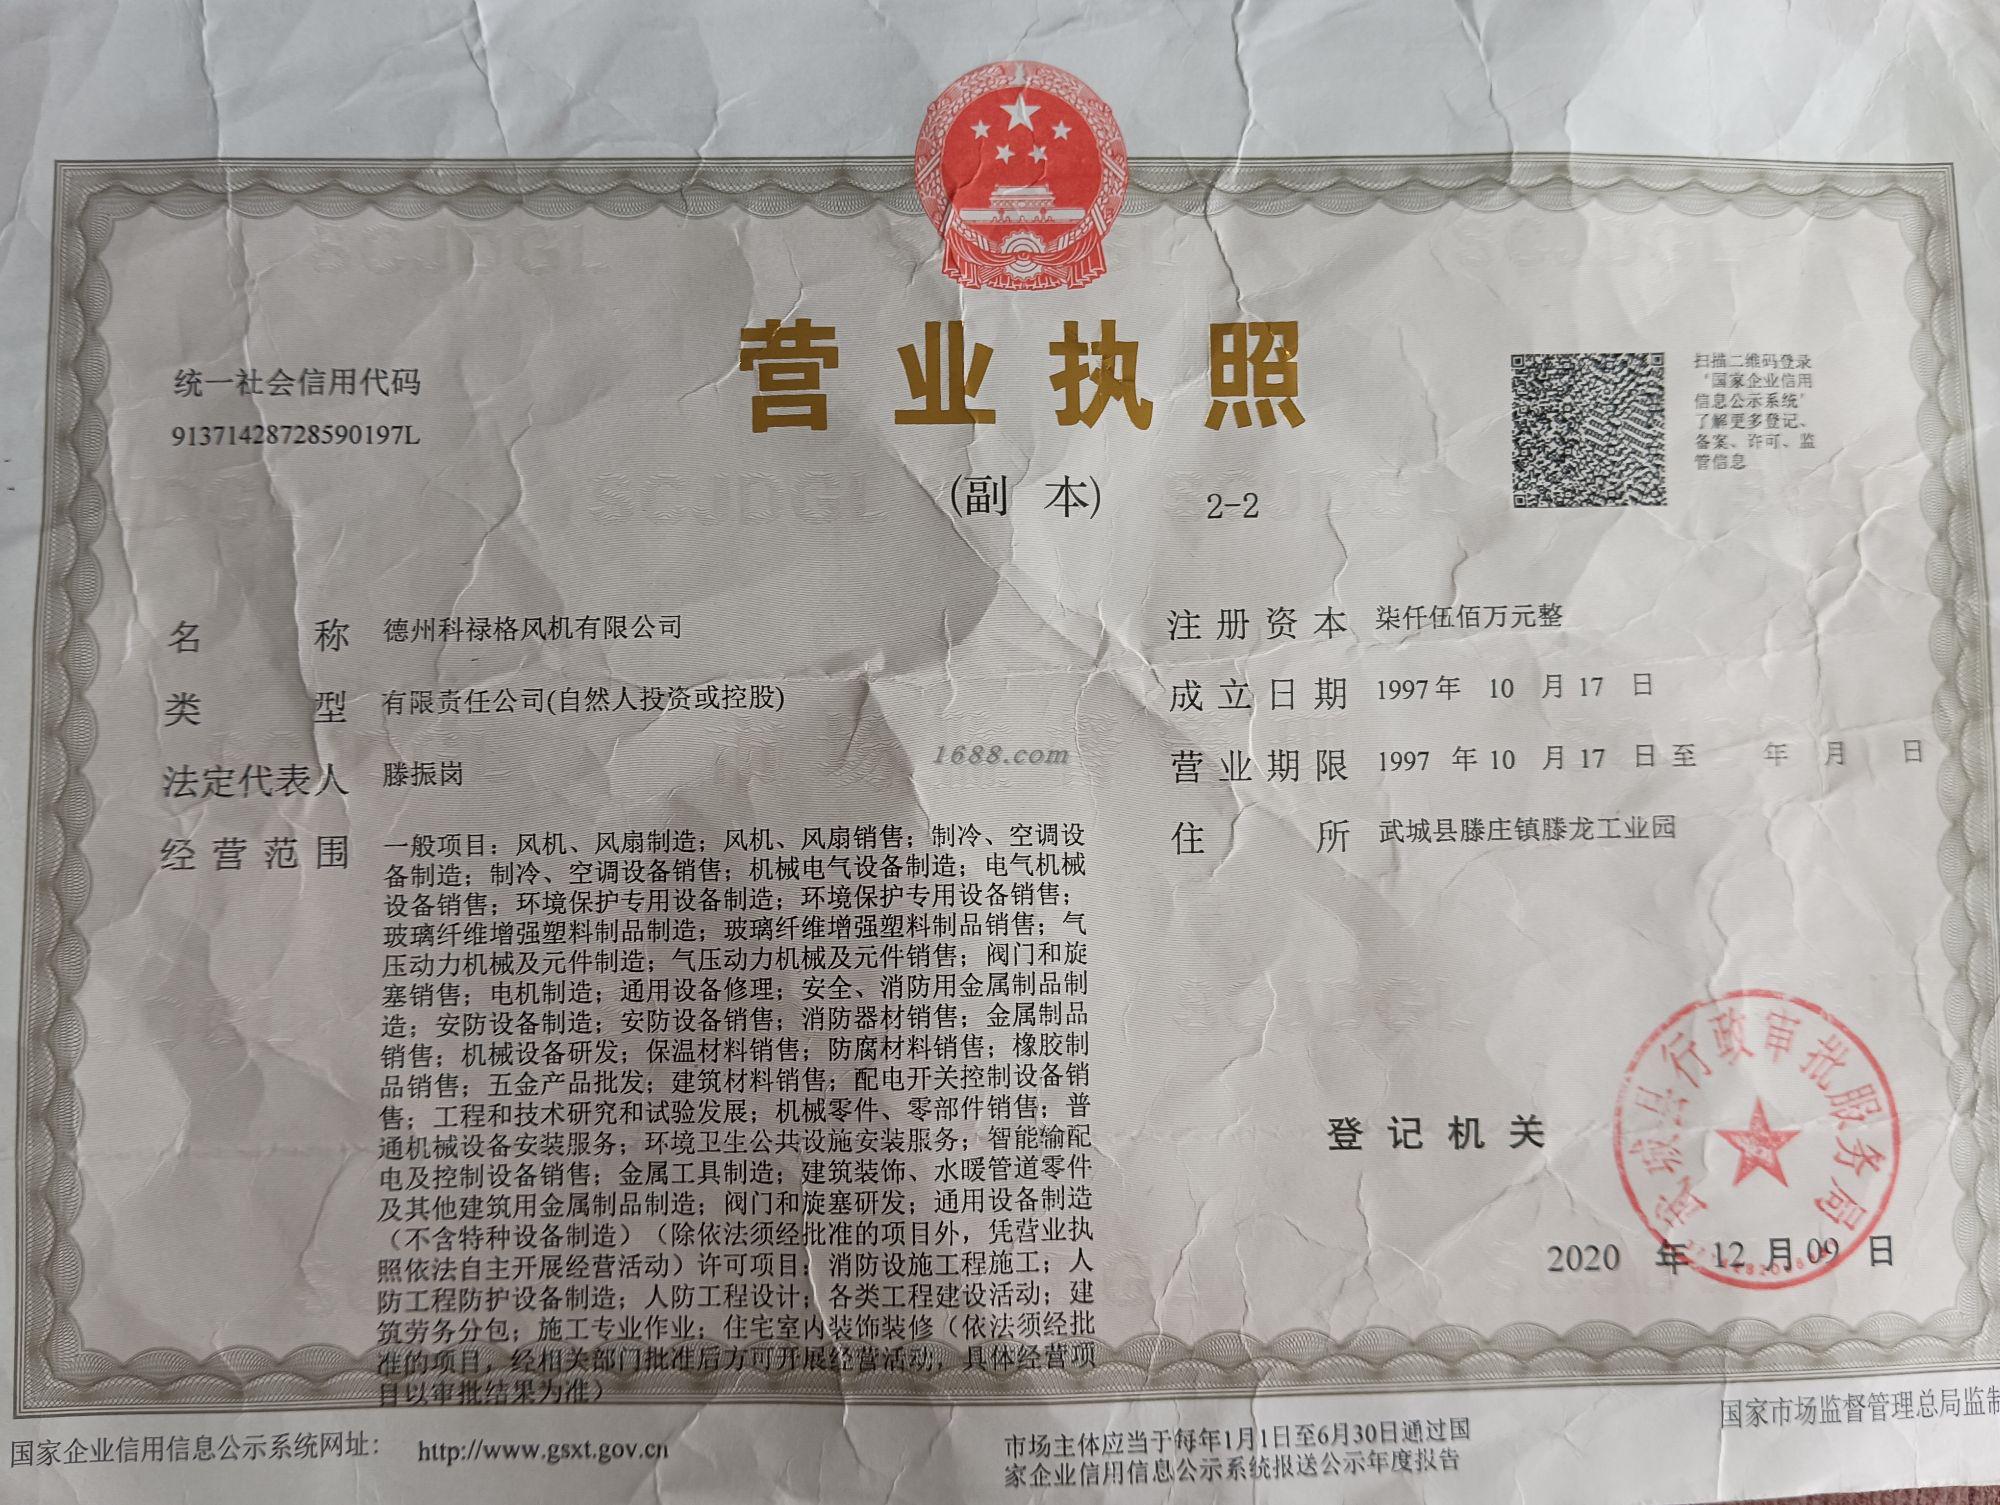 营业执照
(副 本) 2-2
统一社会信用代码
91371428728590197L
扫描二维码登录
‘国家企业信用
信息公示系统’
了解更多登记、
备案、许可、监
管信息
名 称 德州科禄格风机有限公司
类 型 有限责任公司(自然人投资或控股)
法定代表人 滕振岗
经营范围 一般项目：风机、风扇制造；风机、风扇销售；制冷、空调设
备制造；制冷、空调设备销售；机械电气设备制造；电气机械
设备销售；环境保护专用设备制造；环境保护专用设备销售；
玻璃纤维增强塑料制品制造；玻璃纤维增强塑料制品销售；气
压动力机械及元件制造；气压动力机械及元件销售；阀门和旋
塞销售；电机制造；通用设备修理；安全、消防用金属制品制
造；安防设备制造；安防设备销售；消防器材销售；金属制品
销售；机械设备研发；保温材料销售；防腐材料销售；橡胶制
品销售；五金产品批发；建筑材料销售；配电开关控制设备销
售；工程和技术研究和试验发展；机械零件、零部件销售；普
通机械设备安装服务；环境卫生公共设施安装服务；智能输配
电及控制设备销售；金属工具制造；建筑装饰、水暖管道零件
及其他建筑用金属制品制造；阀门和旋塞研发；通用设备制造
（不含特种设备制造）（除依法须经批准的项目外，凭营业执
照依法自主开展经营活动）许可项目：消防设施工程施工；人
防工程防护设备制造；人防工程设计；各类工程建设活动；建
筑劳务分包；施工专业作业；住宅室内装饰装修（依法须经批
准的项目，经相关部门批准后方可开展经营活动，具体经营项
目以审批结果为准）
注册资本 柒仟伍佰万元整
成立日期 1997年 10 月 17 日
营业期限 1997 年 10 月 17 日 至 年 月 日
住 所 武城县滕庄镇滕龙工业园
1688.com
登记机关
武城县行政审批服务局
2020 年 12 月 09 日
国家企业信用信息公示系统网址：
http://www.gsxt.gov.cn
市场主体应当于每年1月1日至6月30日通过国
家企业信用信息公示系统报送公示年度报告
国家市场监督管理总局监制